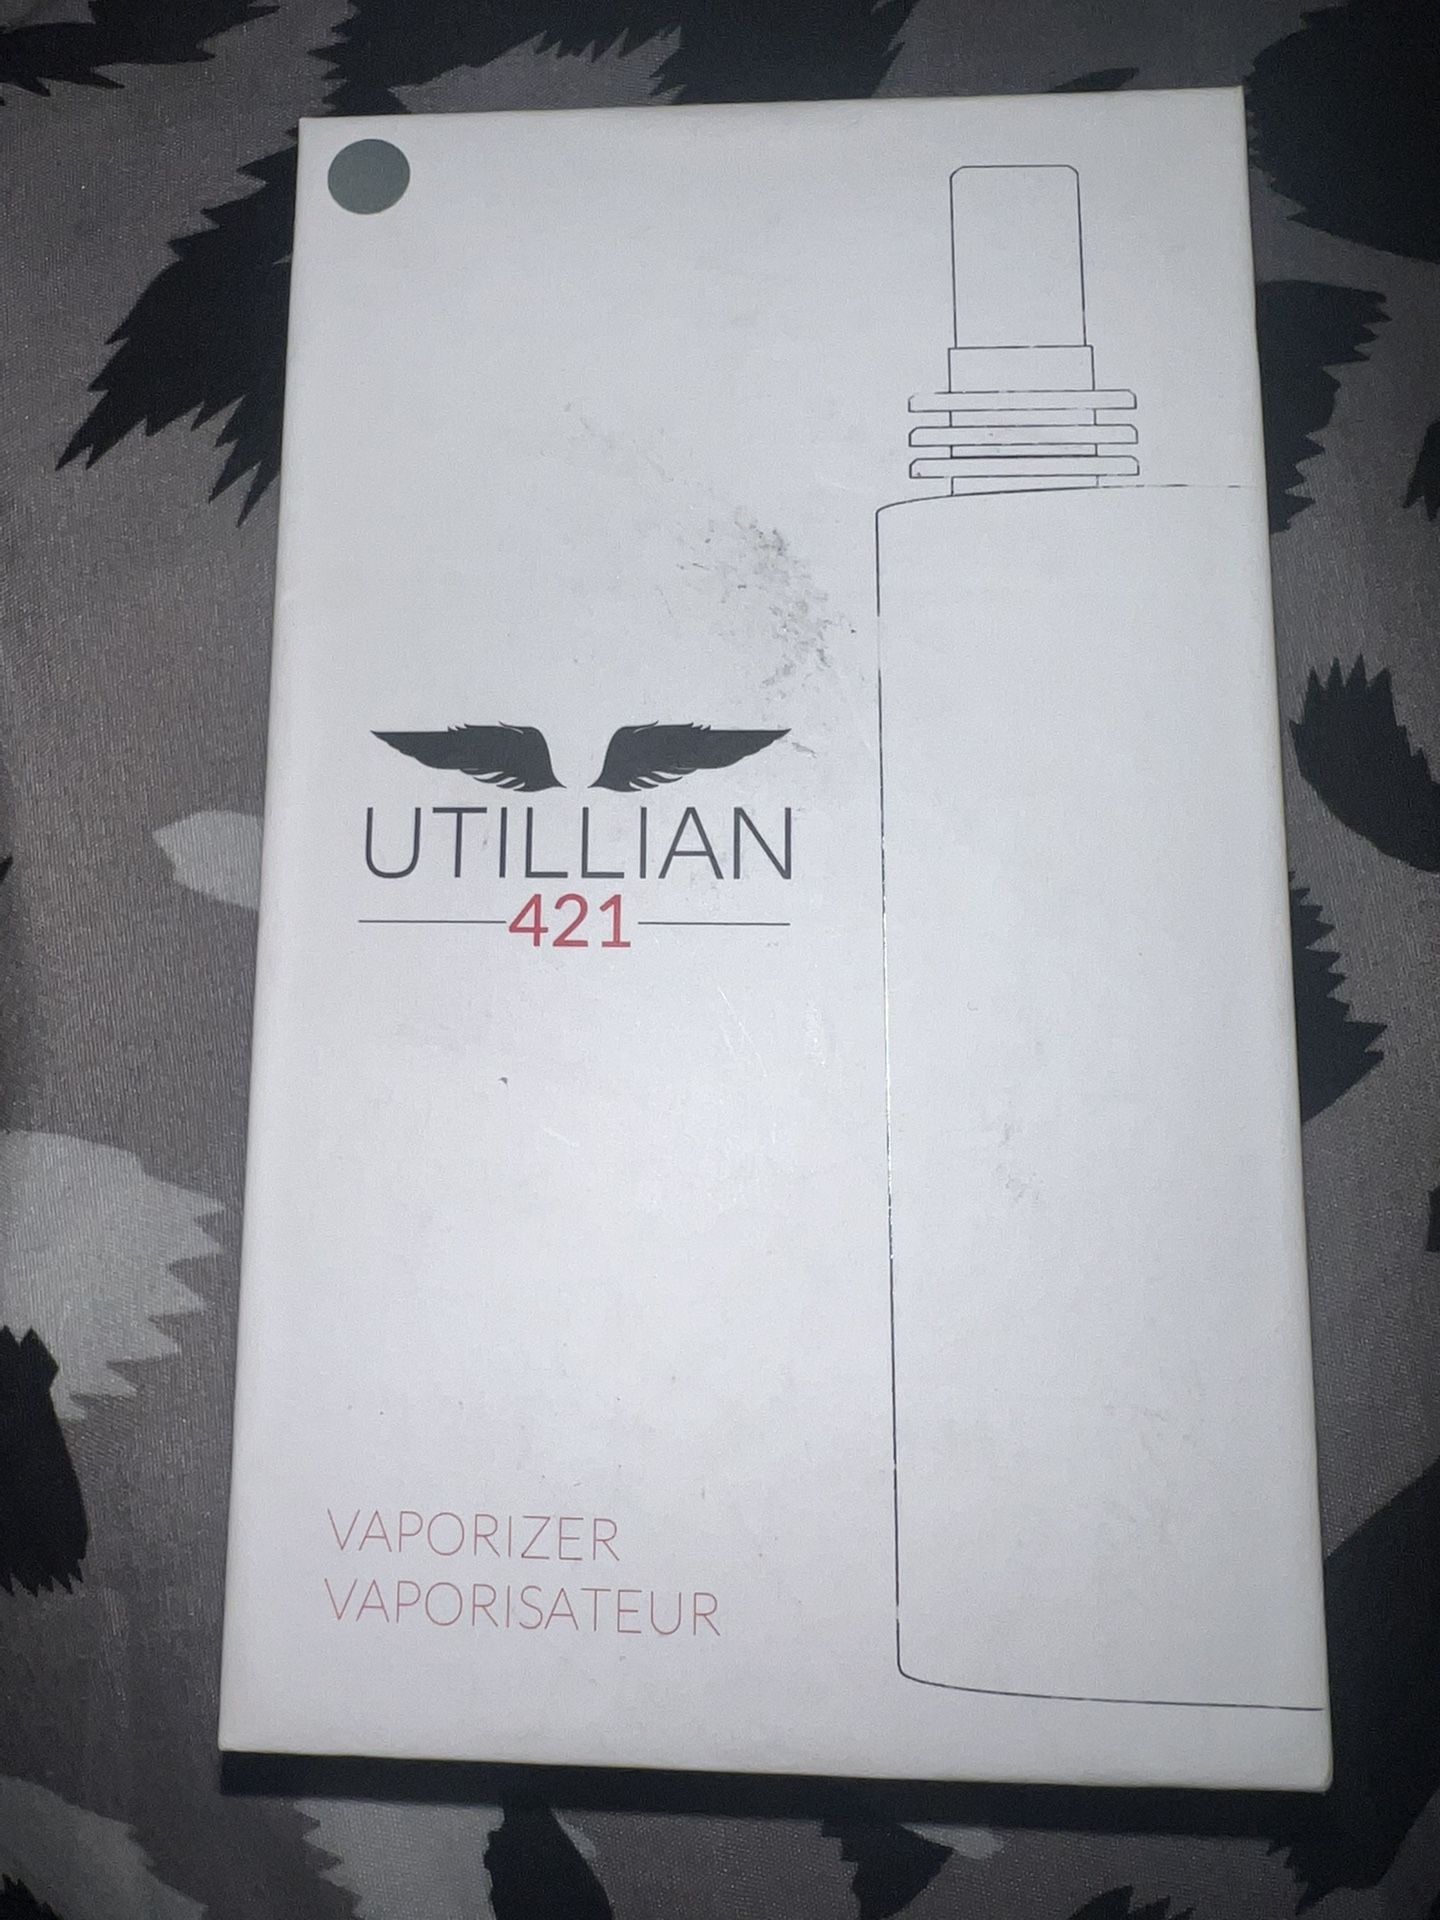 UTILLIAN
421
VAPORIZER
VAPORISATEUR